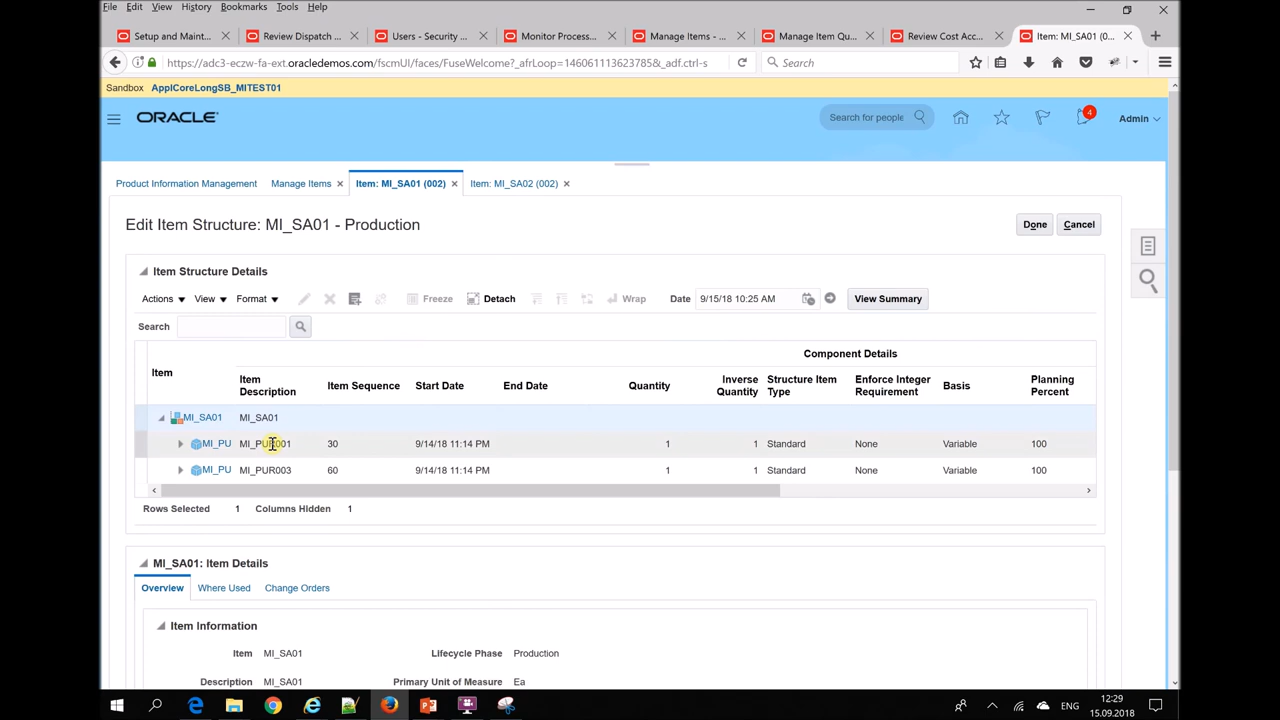 File Edit View History Bookmarks Tools Help
Setup and Maint... Review Dispatch ... Users - Security ... Monitor Process... Manage Items - ... Manage Item Qu... Review Cost Acc... Item: MI_SA01 (0...
https://adc3-eczw-fa-ext.oracledemos.com/fscmUI/faces/FuseWelcome?_afrLoop=14606111623785&_adf.ctrl-s Search
Sandbox ApplCoreLongSB_MITEST01
ORACLE Search for people 4 Admin
Product Information Management Manage Items Item: MI_SA01 (002) Item: MI_SA02 (002)
Edit Item Structure: MI_SA01 - Production Done Cancel
Item Structure Details
Actions View Format Freeze Detach Wrap Date 9/15/18 10:25 AM View Summary
Search
Component Details
Item Item Description Item Sequence Start Date End Date Quantity Inverse Quantity Structure Item Type Enforce Integer Requirement Basis Planning Percent
MI_SA01 MI_SA01
MI_PU MI_PUR001 30 9/14/18 11:14 PM 1 1 Standard None Variable 100
MI_PU MI_PUR003 60 9/14/18 11:14 PM 1 1 Standard None Variable 100
Rows Selected 1 Columns Hidden 1
MI_SA01: Item Details
Overview Where Used Change Orders
Item Information
Item MI_SA01 Lifecycle Phase Production
Description MI_SA01 Primary Unit of Measure Ea
ENG 12:29
15.09.2018